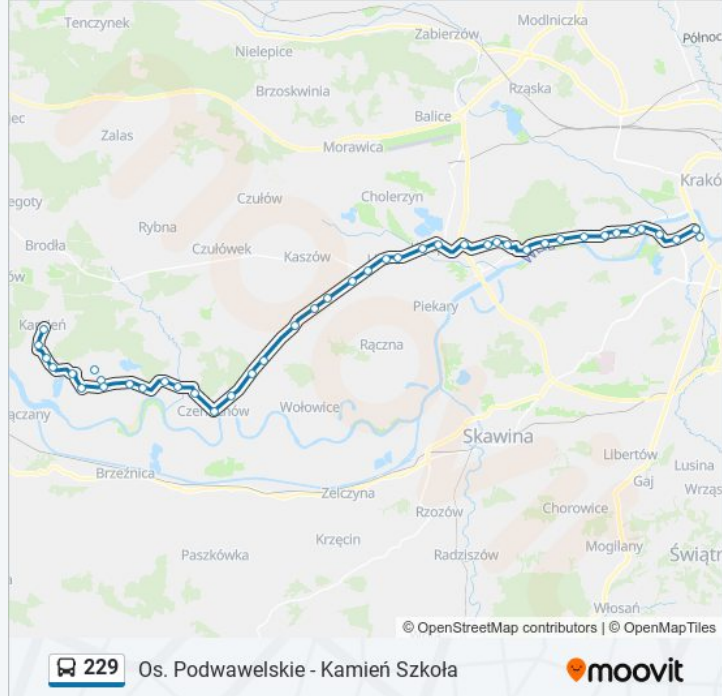 Tenczynek
Modlniczka
Zabierzów
Północ
Nielepice
Brzoskwinia
Rząska
Balice
ec
Zalas
Morawica
Kraków
egoty
Czułów
Cholerzyn
Rybna
Brodła
Czułówek
Kaszów
ów
Wisła
Piekary
Kamień
Rączna
ączany
Czernichów
Wołowice
Skawina
Libertów
Brzeźnica
Lusina
Gaj
Wrząs
Zelczyna
Rzozów
Chorowice
Krzęcin
Mogilany
Paszkówka
Radziszów
Świątn
Włosań
© OpenStreetMap contributors | © OpenMapTiles
229 Os. Podwawelskie - Kamień Szkoła
moovit